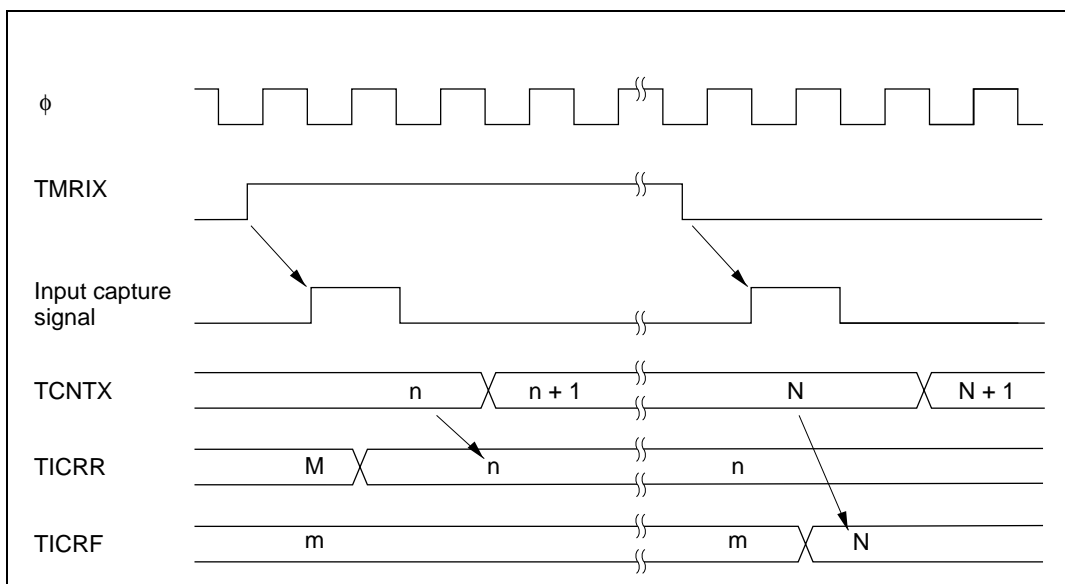 ϕ
TMRIX
Input capture
signal
TCNTX n n + 1 N N + 1
TICRR M n n
TICRF m m N